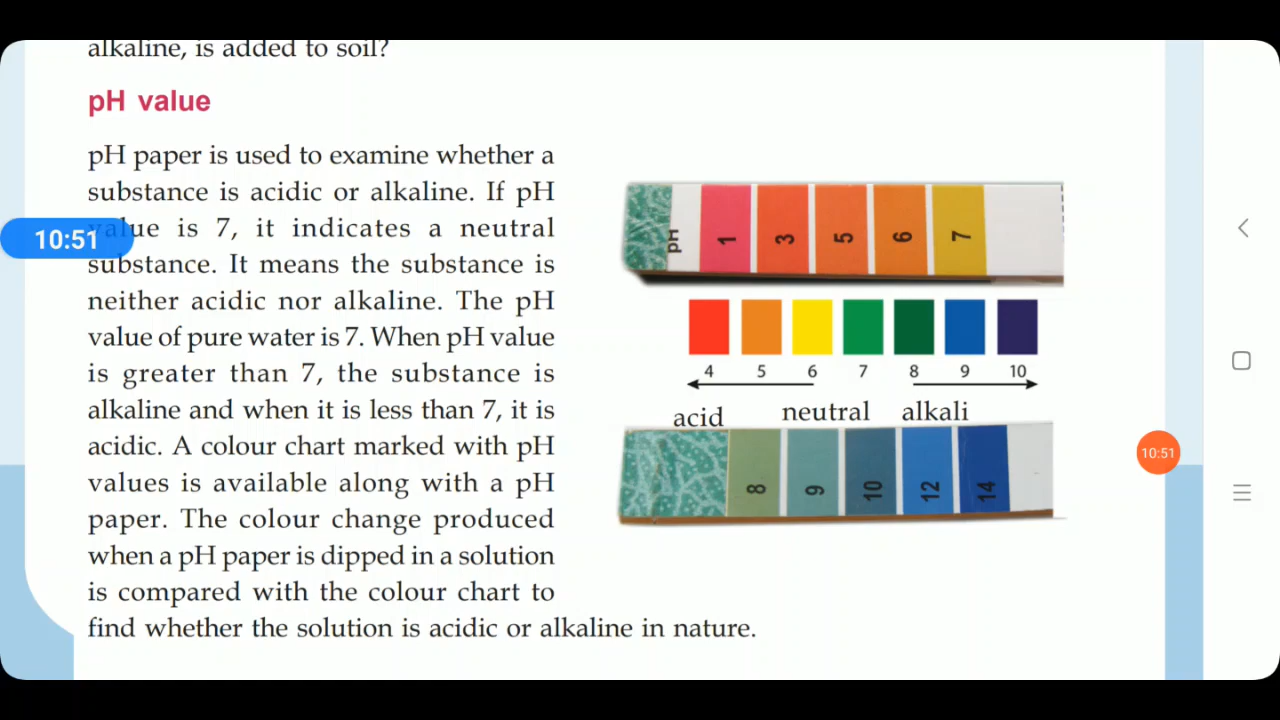 alkaline, is added to soil?
pH value
pH paper is used to examine whether a
substance is acidic or alkaline. If pH
value is 7, it indicates a neutral
substance. It means the substance is
neither acidic nor alkaline. The pH
value of pure water is 7. When pH value
is greater than 7, the substance is
alkaline and when it is less than 7, it is
acidic. A colour chart marked with pH
values is available along with a pH
paper. The colour change produced
when a pH paper is dipped in a solution
is compared with the colour chart to
find whether the solution is acidic or alkaline in nature.
10:51
pH 1 3 5 6 7
4 5 6 7 8 9 10
acid neutral alkali
8 9 10 12 14
10:51